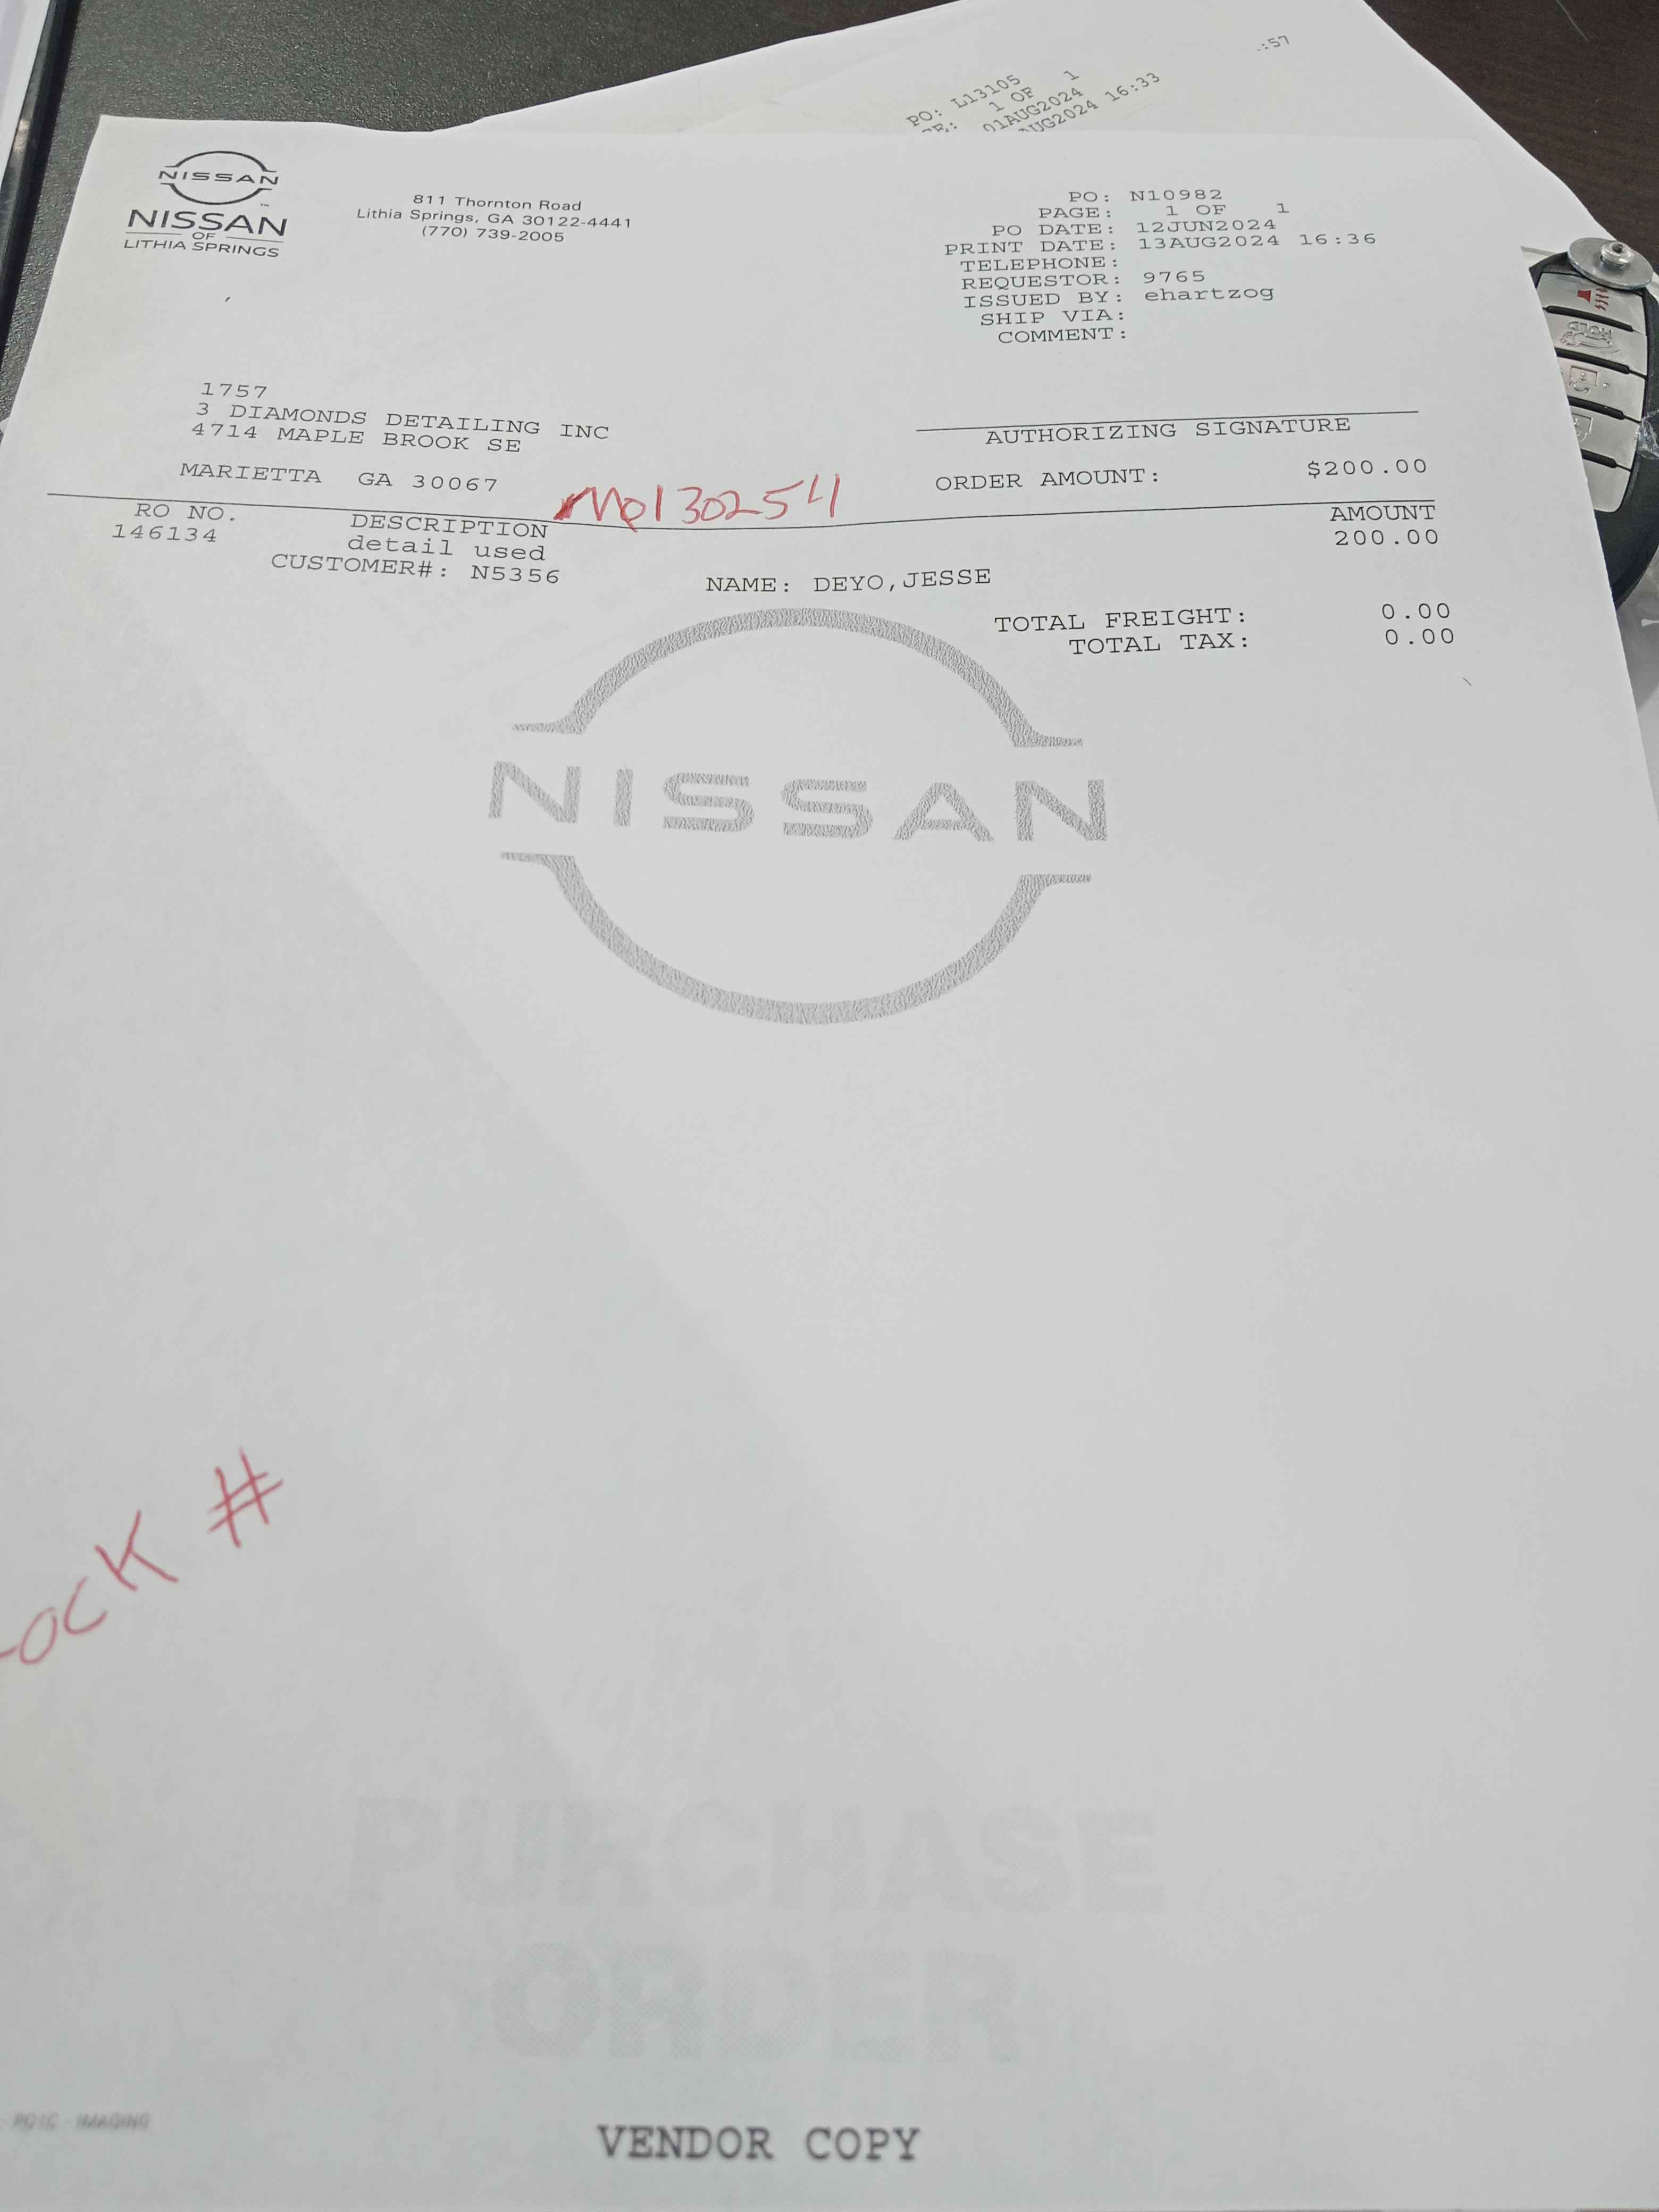 :57
PO: L13105
1 OF 1
01AUG2024
AUG2024 16:33
NISSAN
NISSAN
OF
LITHIA SPRINGS
811 Thornton Road
Lithia Springs, GA 30122-4441
(770) 739-2005
PO: N10982
PAGE: 1 OF 1
PO DATE: 12JUN2024
PRINT DATE: 13AUG2024 16:36
TELEPHONE:
REQUESTOR: 9765
ISSUED BY: ehartzog
SHIP VIA:
COMMENT:
1757
3 DIAMONDS DETAILING INC
4714 MAPLE BROOK SE
MARIETTA GA 30067
AUTHORIZING SIGNATURE
ORDER AMOUNT: $200.00
RO NO. DESCRIPTION AMOUNT
146134 detail used 200.00
CUSTOMER#: N5356 NAME: DEYO,JESSE
TOTAL FREIGHT: 0.00
TOTAL TAX: 0.00
NISSAN
OCK #
PURCHASE
ORDER
VENDOR COPY